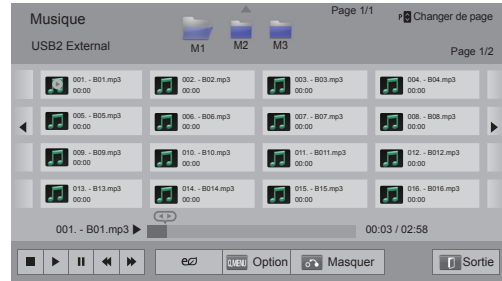 Musique
Page 1/1
P Changer de page
USB2 External
M1 M2 M3
Page 1/2
001. - B01.mp3
00:00
002. - B02.mp3
00:00
003. - B03.mp3
00:00
004. - B04.mp3
00:00
005. - B05.mp3
00:00
006. - B06.mp3
00:00
007. - B07.mp3
00:00
008. - B08.mp3
00:00
009. - B09.mp3
00:00
010. - B10.mp3
00:00
011. - B011.mp3
00:00
012. - B012.mp3
00:00
013. - B13.mp3
00:00
014. - B014.mp3
00:00
015. - B15.mp3
00:00
016. - B016.mp3
00:00
001. - B01.mp3
00:03 / 02:58
Q.MENU Option
Masquer
Sortie